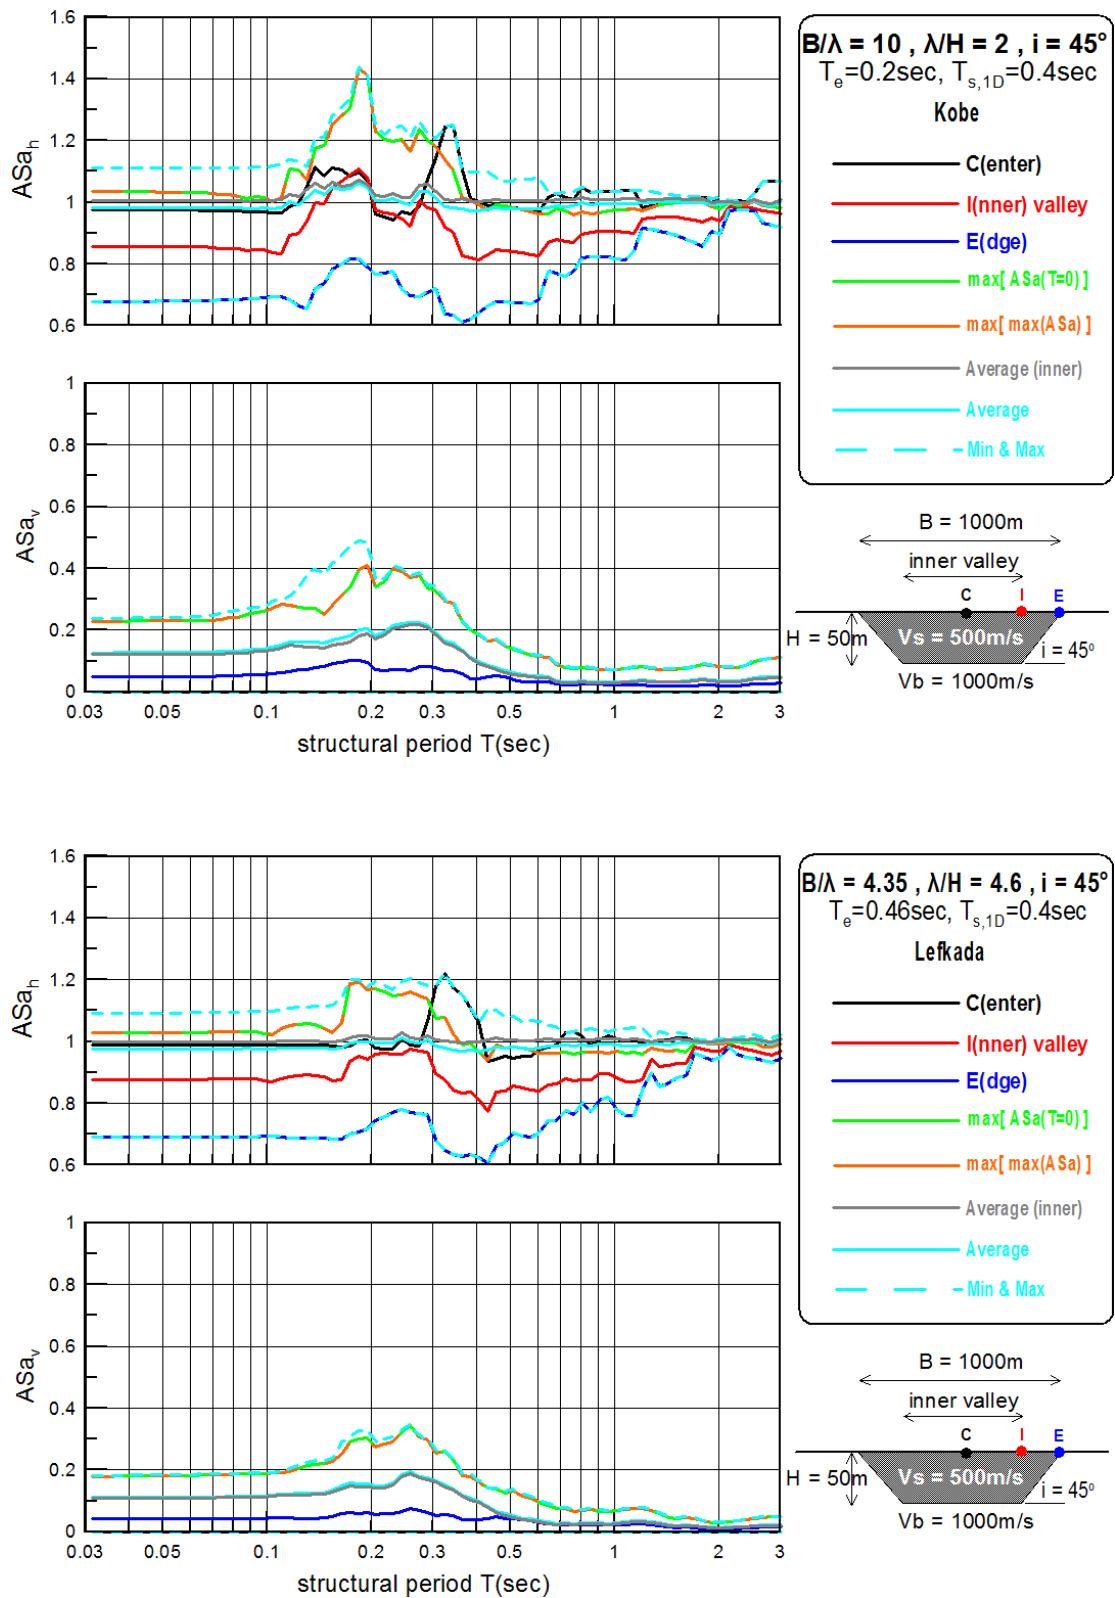 1.6
1.4
1.2
1
0.8
0.6
ASa_h
B/λ = 10 , λ/H = 2 , i = 45°
T_e=0.2sec, T_s,1D=0.4sec
Kobe
C(enter)
I(nner) valley
E(dge)
max[ ASa(T=0) ]
max[ max(ASa) ]
Average (inner)
Average
Min & Max
1
0.8
0.6
0.4
0.2
0
ASa_v
0.03 0.05 0.1 0.2 0.3 0.5 1 2 3
structural period T(sec)
B = 1000m
inner valley
C I E
H = 50m
Vs = 500m/s
i = 45°
Vb = 1000m/s
1.6
1.4
1.2
1
0.8
0.6
ASa_h
B/λ = 4.35 , λ/H = 4.6 , i = 45°
T_e=0.46sec, T_s,1D=0.4sec
Lefkada
C(enter)
I(nner) valley
E(dge)
max[ ASa(T=0) ]
max[ max(ASa) ]
Average (inner)
Average
Min & Max
1
0.8
0.6
0.4
0.2
0
ASa_v
0.03 0.05 0.1 0.2 0.3 0.5 1 2 3
structural period T(sec)
B = 1000m
inner valley
C I E
H = 50m
Vs = 500m/s
i = 45°
Vb = 1000m/s